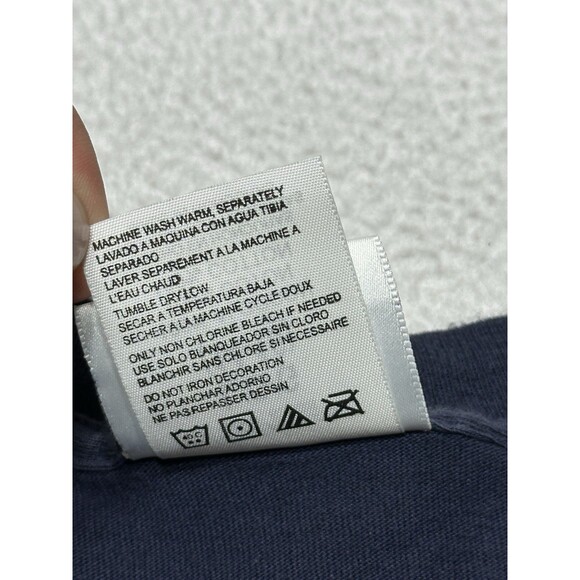 MACHINE WASH WARM, SEPARATELY
LAVADO A MAQUINA CON AGUA TIBIA
SEPARADO
LAVER SEPAREMENT A LA MACHINE A
L'EAU CHAUD
TUMBLE DRY LOW
SECAR A TEMPERATURA BAJA
SECHER A LA MACHINE CYCLE DOUX
ONLY NON CHLORINE BLEACH IF NEEDED
USE SOLO BLANQUEADOR SIN CLORO
BLANCHIR SANS CHLORE SI NECESSAIRE
DO NOT IRON DECORATION
NO PLANCHAR ADORNO
NE PAS REPASSER DESSIN
40 C